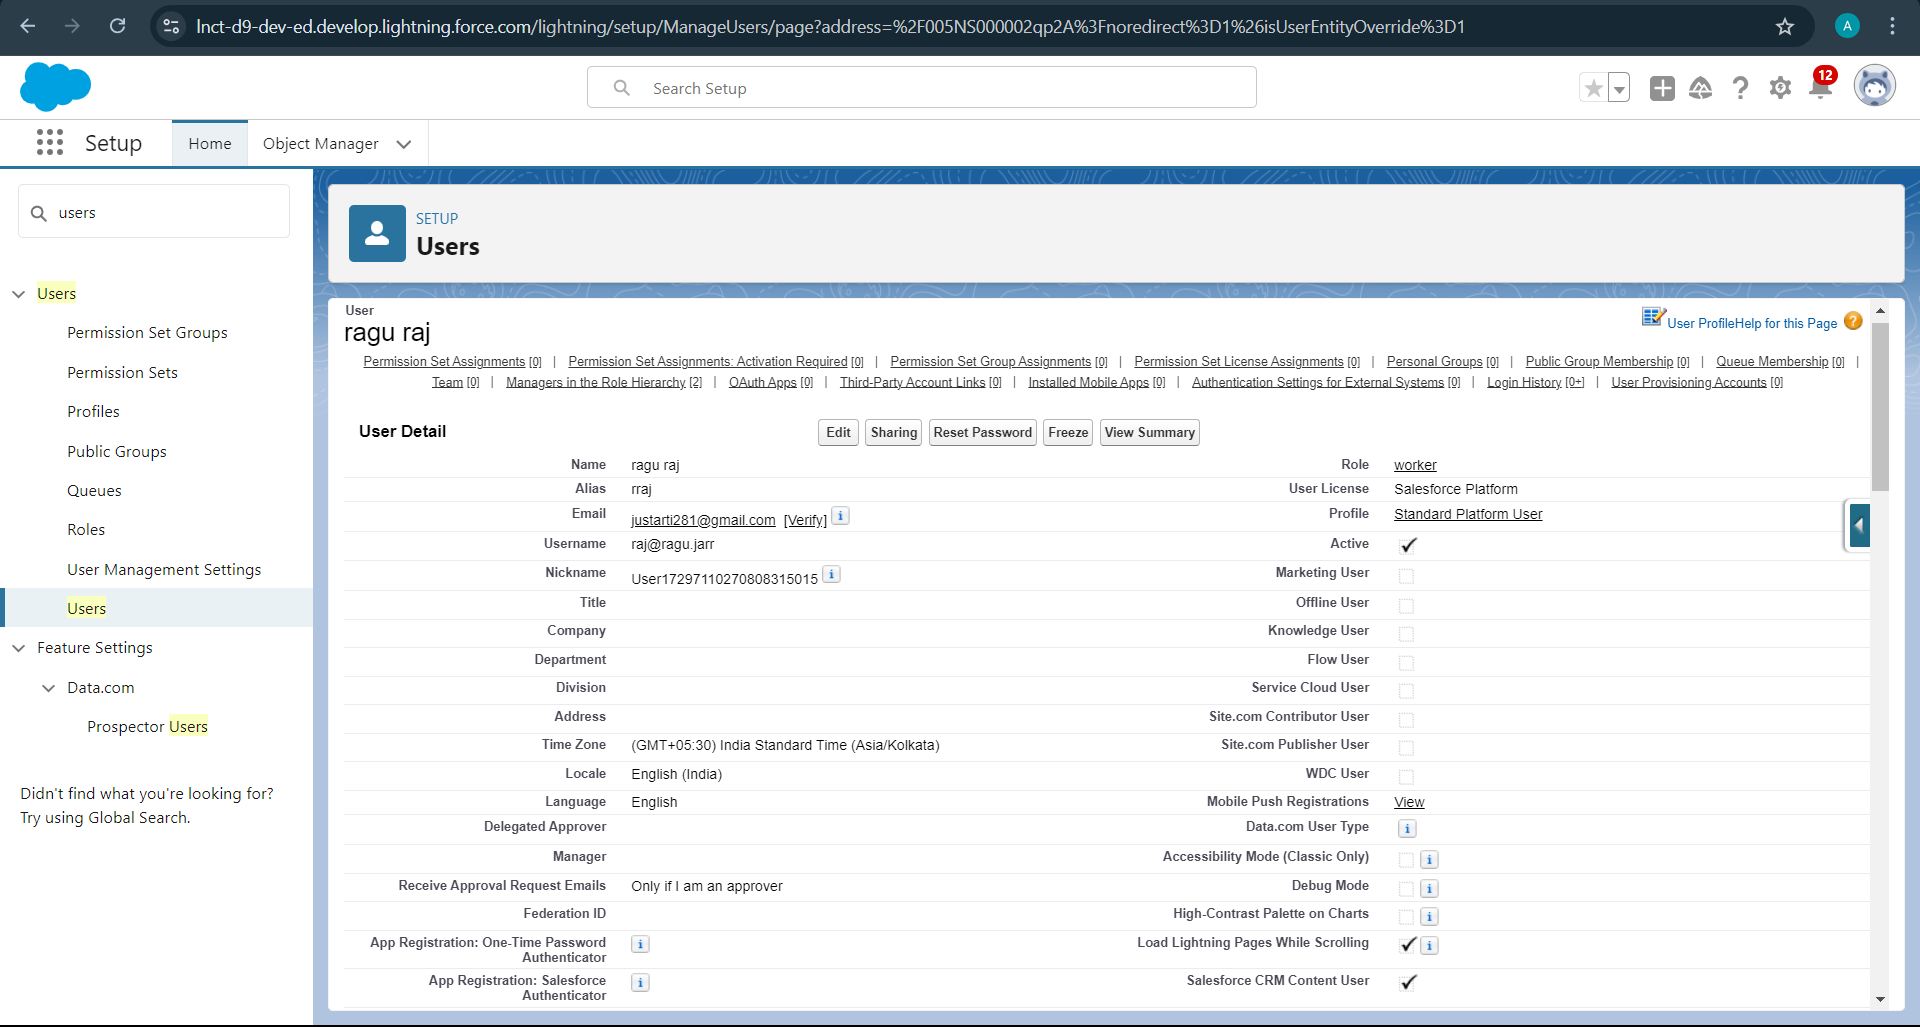 lnct-d9-dev-ed.develop.lightning.force.com/lightning/setup/ManageUsers/page?address=%2F005NS000002qp2A%3Fnoredirect%3D1%26isUserEntityOverride%3D1
A
Search Setup
12
Setup
Home
Object Manager
users
Users
Permission Set Groups
Permission Sets
Profiles
Public Groups
Queues
Roles
User Management Settings
Users
Feature Settings
Data.com
Prospector Users
Didn't find what you're looking for?
Try using Global Search.
SETUP
Users
User
ragu raj
User Profile Help for this Page ?
Permission Set Assignments [0] | Permission Set Assignments: Activation Required [0] | Permission Set Group Assignments [0] | Permission Set License Assignments [0] | Personal Groups [0] | Public Group Membership [0] | Queue Membership [0] |
Team [0] | Managers in the Role Hierarchy [2] | OAuth Apps [0] | Third-Party Account Links [0] | Installed Mobile Apps [0] | Authentication Settings for External Systems [0] | Login History [0+] | User Provisioning Accounts [0]
User Detail
Edit Sharing Reset Password Freeze View Summary
Name ragu raj Role worker
Alias rraj User License Salesforce Platform
Email justarti281@gmail.com [Verify] i Profile Standard Platform User
Username raj@ragu.jarr Active
Nickname User17297110270808315015 i Marketing User
Title Offline User
Company Knowledge User
Department Flow User
Division Service Cloud User
Address Site.com Contributor User
Time Zone (GMT+05:30) India Standard Time (Asia/Kolkata) Site.com Publisher User
Locale English (India) WDC User
Language English Mobile Push Registrations View
Delegated Approver Data.com User Type i
Manager Accessibility Mode (Classic Only) i
Receive Approval Request Emails Only if I am an approver Debug Mode i
Federation ID High-Contrast Palette on Charts i
App Registration: One-Time Password Authenticator i Load Lightning Pages While Scrolling i
App Registration: Salesforce Authenticator i Salesforce CRM Content User